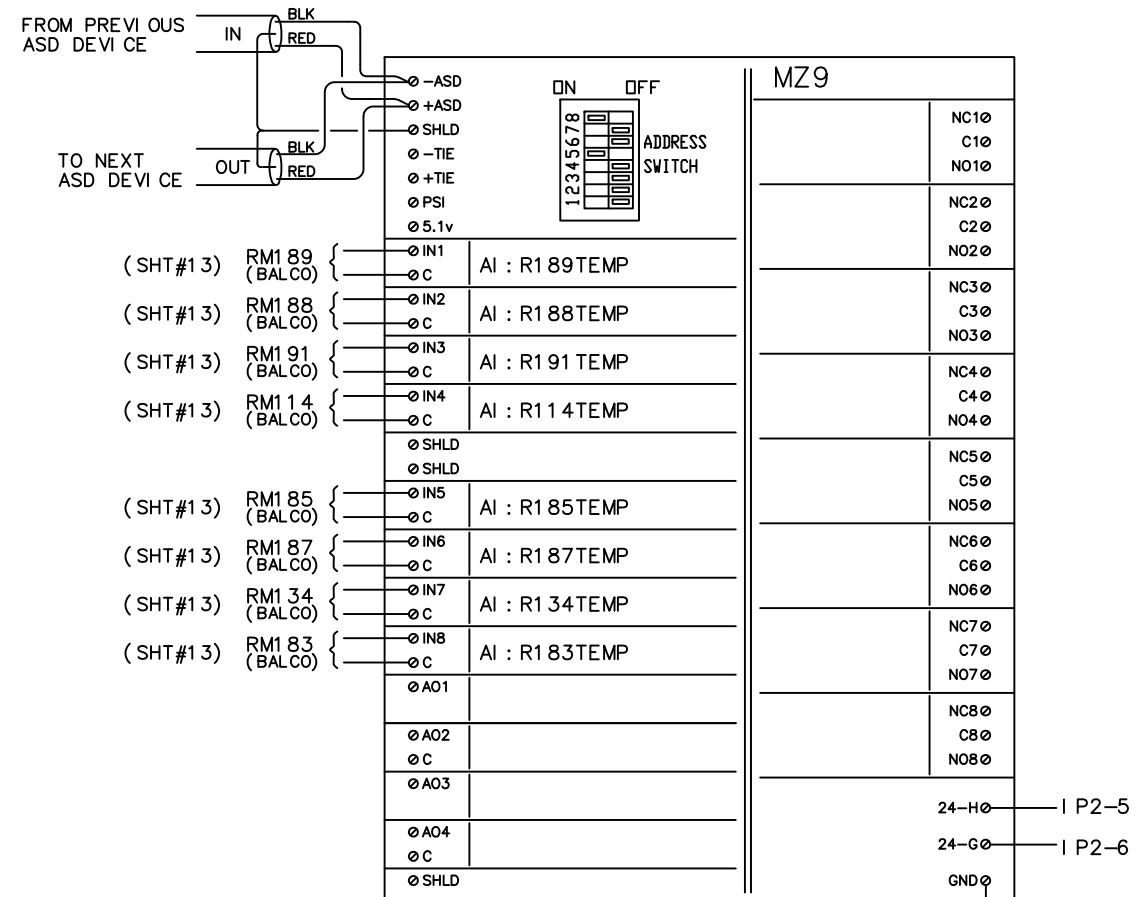 FROM PREVIOUS
ASD DEVICE
IN
BLK
RED
TO NEXT
ASD DEVICE
OUT
BLK
RED
-ASD
+ASD
SHLD
-TIE
+TIE
PSI
5.1v
ON OFF
12345678
ADDRESS
SWITCH
MZ9
(SHT#13) RM189 IN1 AI: R189TEMP
(BALCO) C
(SHT#13) RM188 IN2 AI: R188TEMP
(BALCO) C
(SHT#13) RM191 IN3 AI: R191TEMP
(BALCO) C
(SHT#13) RM114 IN4 AI: R114TEMP
(BALCO) C
SHLD
SHLD
(SHT#13) RM185 IN5 AI: R185TEMP
(BALCO) C
(SHT#13) RM187 IN6 AI: R187TEMP
(BALCO) C
(SHT#13) RM134 IN7 AI: R134TEMP
(BALCO) C
(SHT#13) RM183 IN8 AI: R183TEMP
(BALCO) C
AO1
AO2
C
AO3
AO4
C
SHLD
NC1
C1
NO1
NC2
C2
NO2
NC3
C3
NO3
NC4
C4
NO4
NC5
C5
NO5
NC6
C6
NO6
NC7
C7
NO7
NC8
C8
NO8
24-H IP2-5
24-G IP2-6
GND